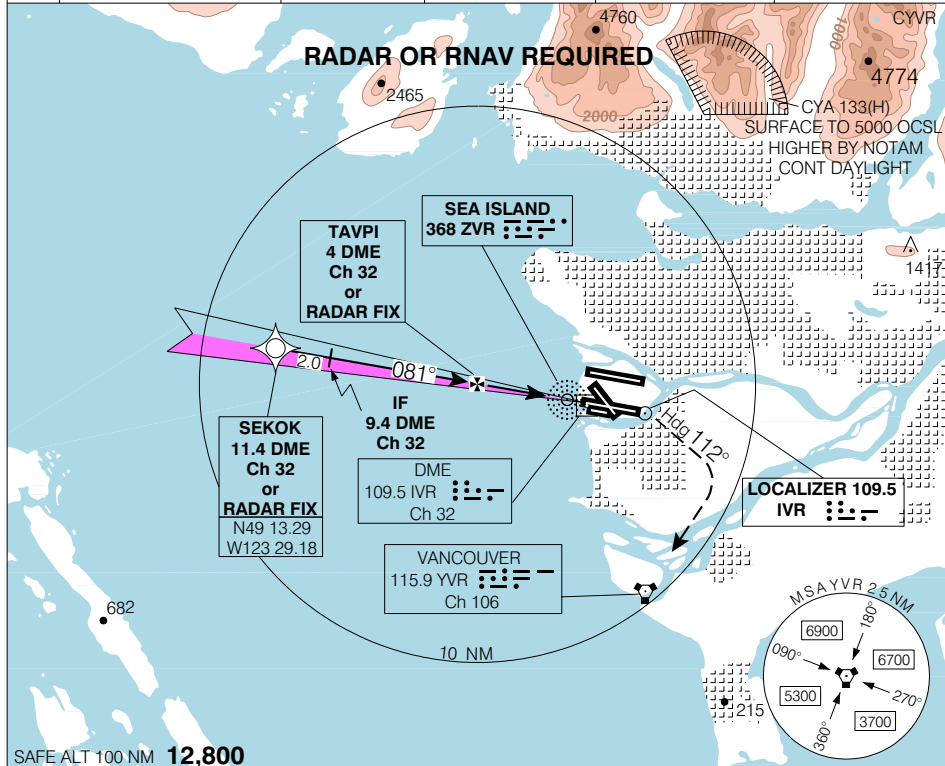 4760
CYVR
1000
RADAR OR RNAV REQUIRED
4774
2465
2000
CYA 133(H)
SURFACE TO 5000 OCSL
HIGHER BY NOTAM
CONT DAYLIGHT
SEA ISLAND
368 ZVR
TAVPI
4 DME
Ch 32
or
RADAR FIX
1417
2.0
081°
IF
9.4 DME
Ch 32
SEKOK
11.4 DME
Ch 32
or
RADAR FIX
N49 13.29
W123 29.18
Hdg 112°
DME
109.5 IVR
Ch 32
LOCALIZER 109.5
IVR
VANCOUVER
115.9 YVR
Ch 106
682
10 NM
MSA YVR 25 NM
6900
180°
090°
6700
5300
270°
3700
360°
215
SAFE ALT 100 NM 12,800